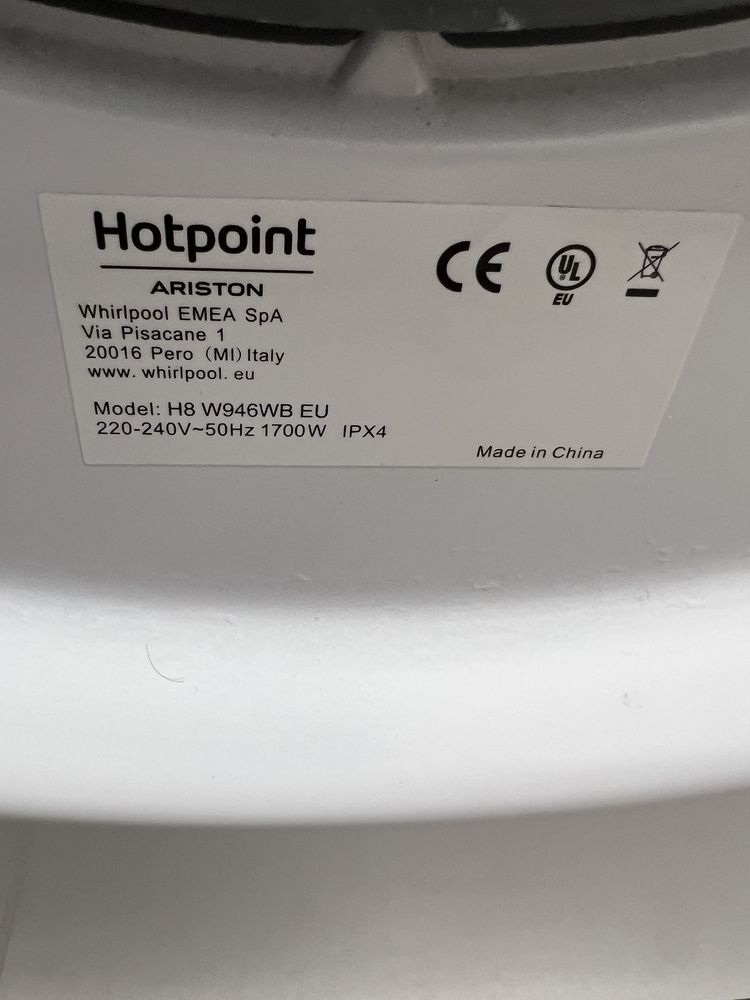 Hotpoint
ARISTON
Whirlpool EMEA SpA
Via Pisacane 1
20016 Pero (MI) Italy
www. whirlpool. eu
Model: H8 W946WB EU
220-240V~50Hz 1700W IPX4
CE
UL
EU
Made in China